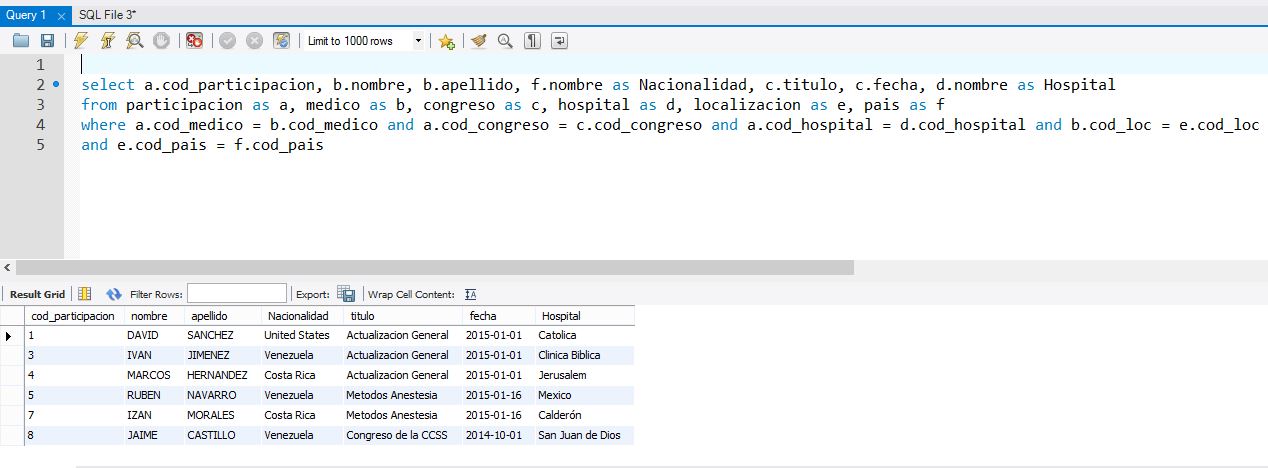 Query 1 × SQL File 3*
Limit to 1000 rows
1
2 select a.cod_participacion, b.nombre, b.apellido, f.nombre as Nacionalidad, c.titulo, c.fecha, d.nombre as Hospital
3 from participacion as a, medico as b, congreso as c, hospital as d, localizacion as e, pais as f
4 where a.cod_medico = b.cod_medico and a.cod_congreso = c.cod_congreso and a.cod_hospital = d.cod_hospital and b.cod_loc = e.cod_loc
5 and e.cod_pais = f.cod_pais
Result Grid Filter Rows: Export: Wrap Cell Content:
cod_participacion nombre apellido Nacionalidad titulo fecha Hospital
1 DAVID SANCHEZ United States Actualizacion General 2015-01-01 Catolica
3 IVAN JIMENEZ Venezuela Actualizacion General 2015-01-01 Clinica Biblica
4 MARCOS HERNANDEZ Costa Rica Actualizacion General 2015-01-01 Jerusalem
5 RUBEN NAVARRO Venezuela Metodos Anestesia 2015-01-16 Mexico
7 IZAN MORALES Costa Rica Metodos Anestesia 2015-01-16 Calderón
8 JAIME CASTILLO Venezuela Congreso de la CCSS 2014-10-01 San Juan de Dios